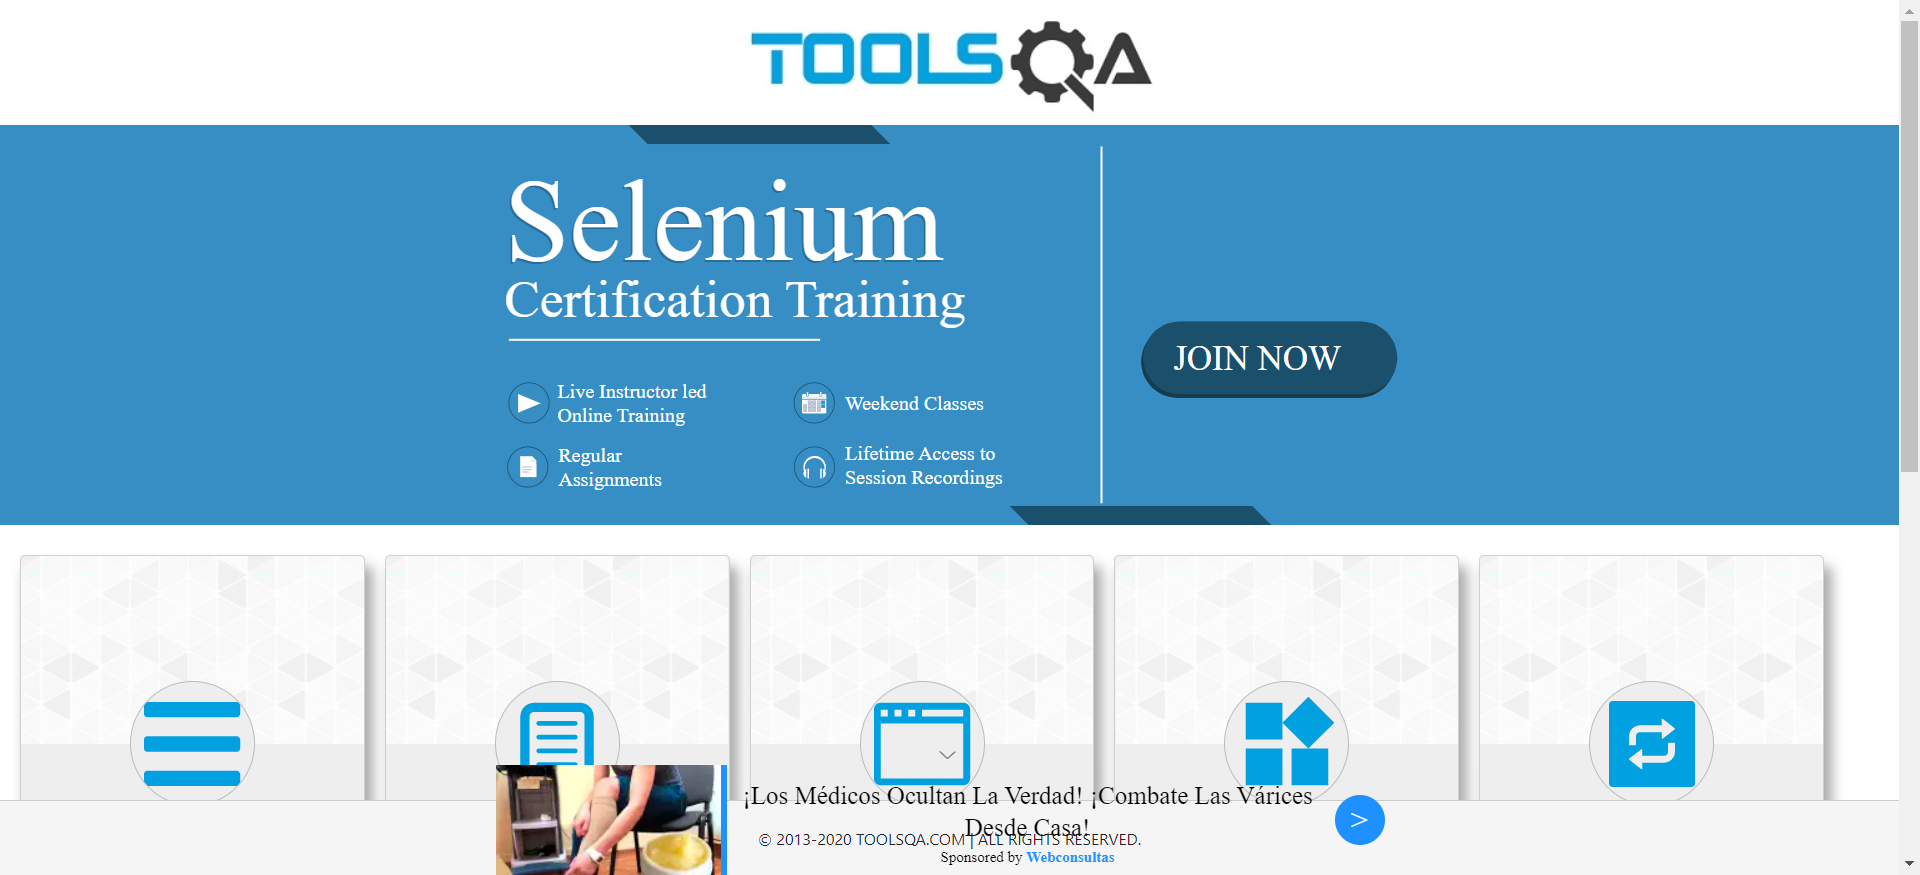 TOOLSQA
Selenium
Certification Training
Live Instructor led
Online Training
Weekend Classes
Regular
Assignments
Lifetime Access to
Session Recordings
JOIN NOW
¡Los Médicos Ocultan La Verdad! ¡Combate Las Várices
Desde Casa!
>
© 2013-2020 TOOLSQA.COM | ALL RIGHTS RESERVED.
Sponsored by Webconsultas